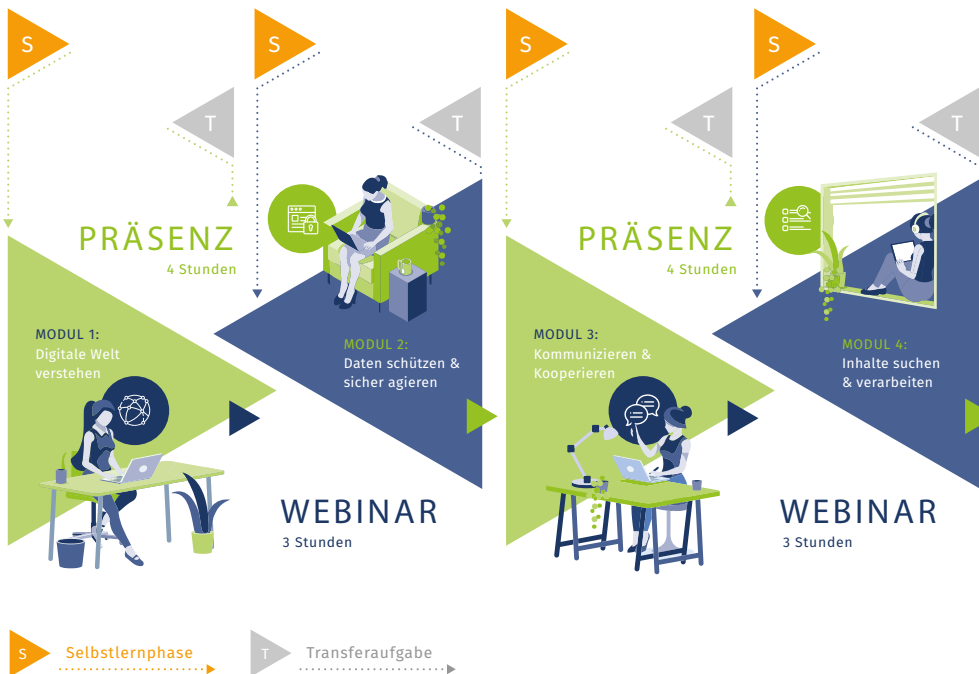 S
S
S
S
T
T
T
T
PRÄSENZ
4 Stunden
MODUL 1:
Digitale Welt
verstehen
MODUL 2:
Daten schützen &
sicher agieren
WEBINAR
3 Stunden
PRÄSENZ
4 Stunden
MODUL 3:
Kommunizieren &
Kooperieren
MODUL 4:
Inhalte suchen
& verarbeiten
WEBINAR
3 Stunden
S Selbstlernphase
T Transferaufgabe